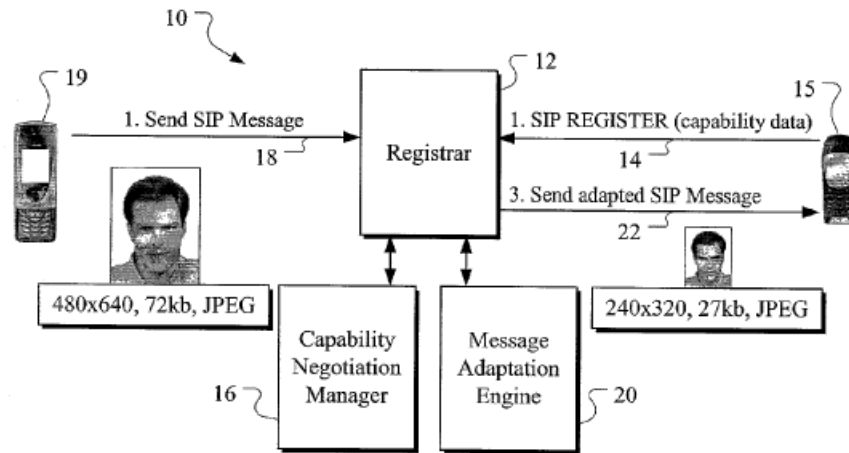 10
19
12
15
1. Send SIP Message
18
1. SIP REGISTER (capability data)
14
Registrar
3. Send adapted SIP Message
22
480x640, 72kb, JPEG
240x320, 27kb, JPEG
Capability
Negotiation
Manager
16
Message
Adaptation
Engine
20